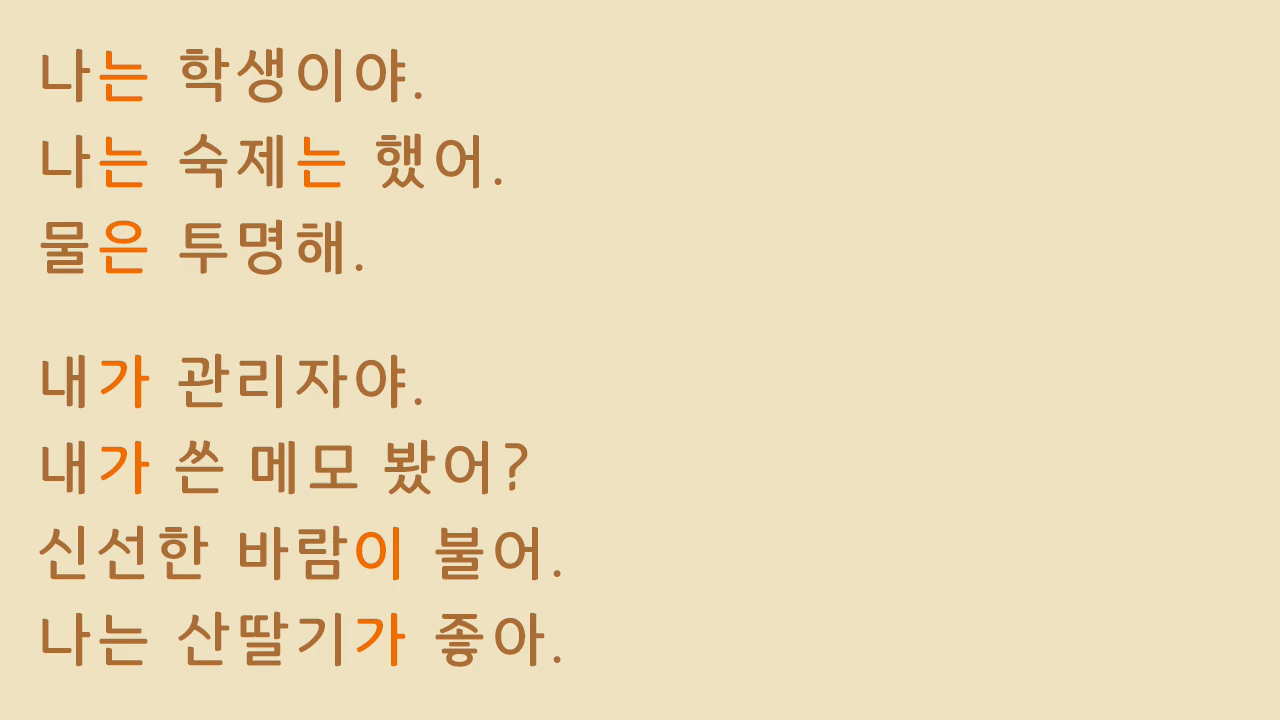 나는 학생이야.
나는 숙제는 했어.
물은 투명해.
내가 관리자야.
내가 쓴 메모 봤어?
신선한 바람이 불어.
나는 산딸기가 좋아.